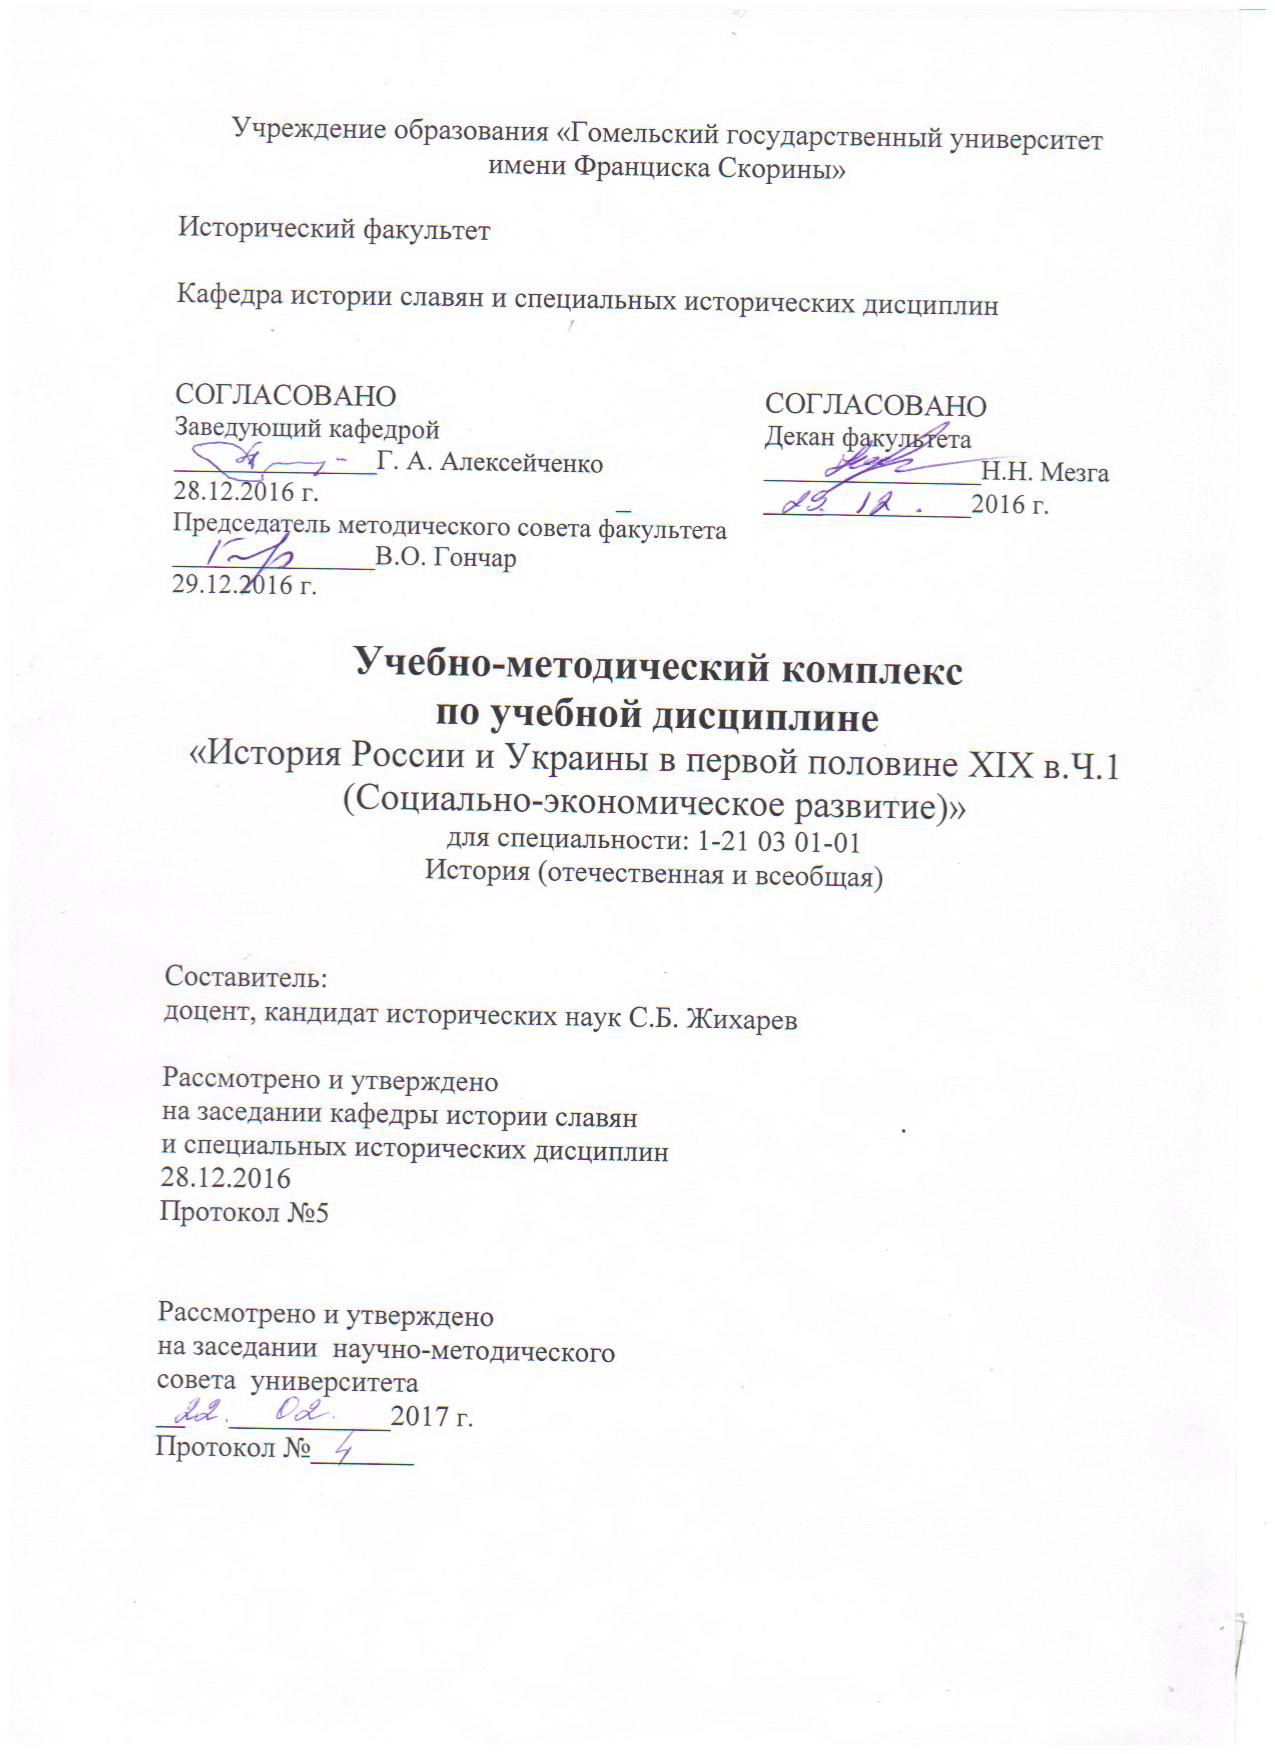 Учреждение образования «Гомельский государственный университет
имени Франциска Скорины»
Исторический факультет
Кафедра истории славян и специальных исторических дисциплин
СОГЛАСОВАНО
Заведующий кафедрой
_______________Г. А. Алексейченко
28.12.2016 г.
Председатель методического совета факультета
_______________В.О. Гончар
29.12.2016 г.
СОГЛАСОВАНО
Декан факультета
________________Н.Н. Мезга
29. 12. 2016 г.
Учебно-методический комплекс
по учебной дисциплине
«История России и Украины в первой половине XIX в.Ч.1
(Социально-экономическое развитие)»
для специальности: 1-21 03 01-01
История (отечественная и всеобщая)
Составитель:
доцент, кандидат исторических наук С.Б. Жихарев
Рассмотрено и утверждено
на заседании кафедры истории славян
и специальных исторических дисциплин
28.12.2016
Протокол №5
Рассмотрено и утверждено
на заседании научно-методического
совета университета
22. 02. 2017 г.
Протокол № 4